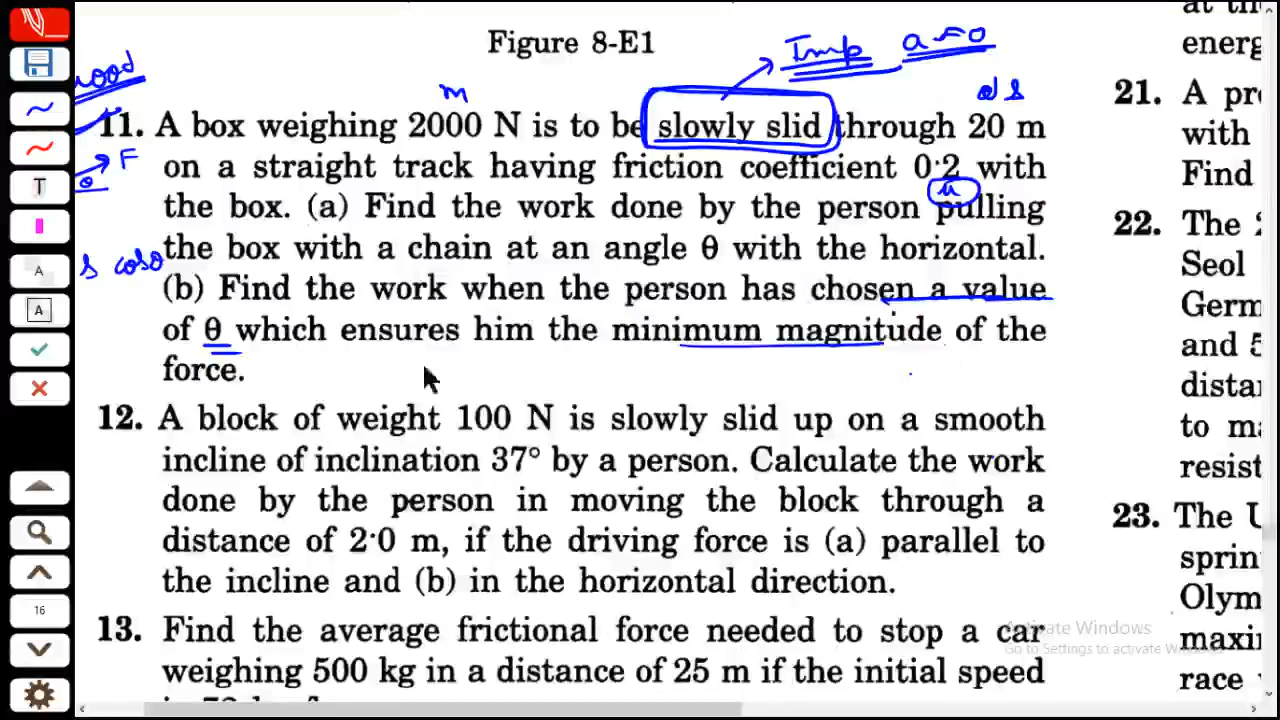 Figure 8-E1
Imp a = 0
m
d s
11. A box weighing 2000 N is to be slowly slid through 20 m
F
θ
on a straight track having friction coefficient 0·2 with
u
the box. (a) Find the work done by the person pulling
the box with a chain at an angle θ with the horizontal.
s cosθ
(b) Find the work when the person has chosen a value
of θ which ensures him the minimum magnitude of the
force.
12. A block of weight 100 N is slowly slid up on a smooth
incline of inclination 37° by a person. Calculate the work
done by the person in moving the block through a
distance of 2·0 m, if the driving force is (a) parallel to
the incline and (b) in the horizontal direction.
13. Find the average frictional force needed to stop a car
weighing 500 kg in a distance of 25 m if the initial speed
energ
21. A pr
with
Find
22. The 2
Seol
Germ
and 5
distan
to ma
resist
23. The U
sprin
Olym
maxi
race
T
A
A
16
Activate Windows
Go to Settings to activate Windows.